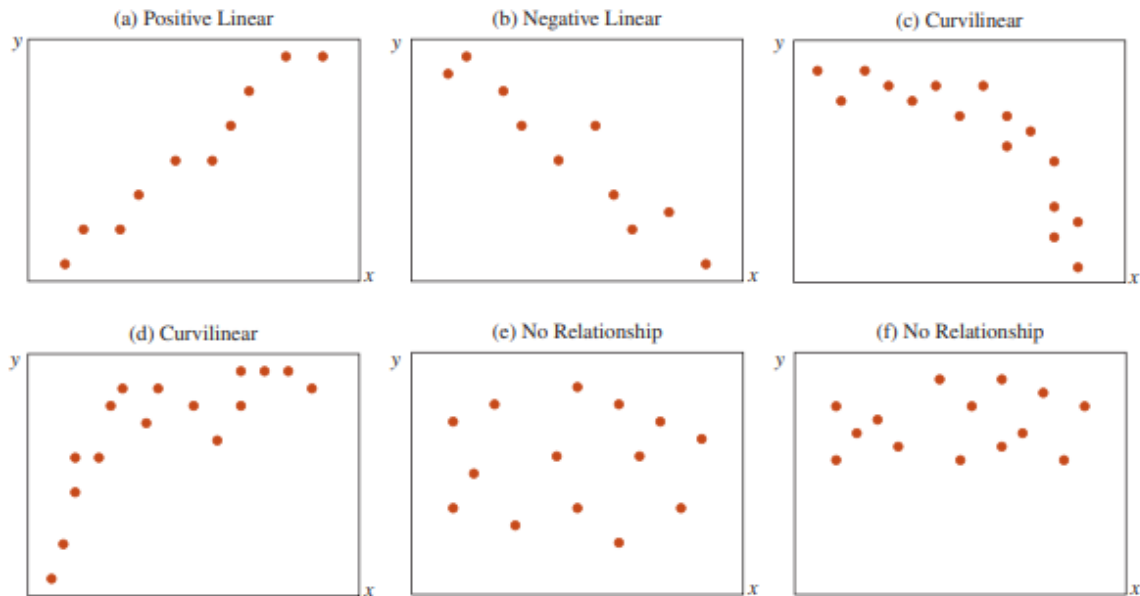 (a) Positive Linear
(b) Negative Linear
(c) Curvilinear
y
y
y
x
x
x
(d) Curvilinear
(e) No Relationship
(f) No Relationship
y
y
y
x
x
x